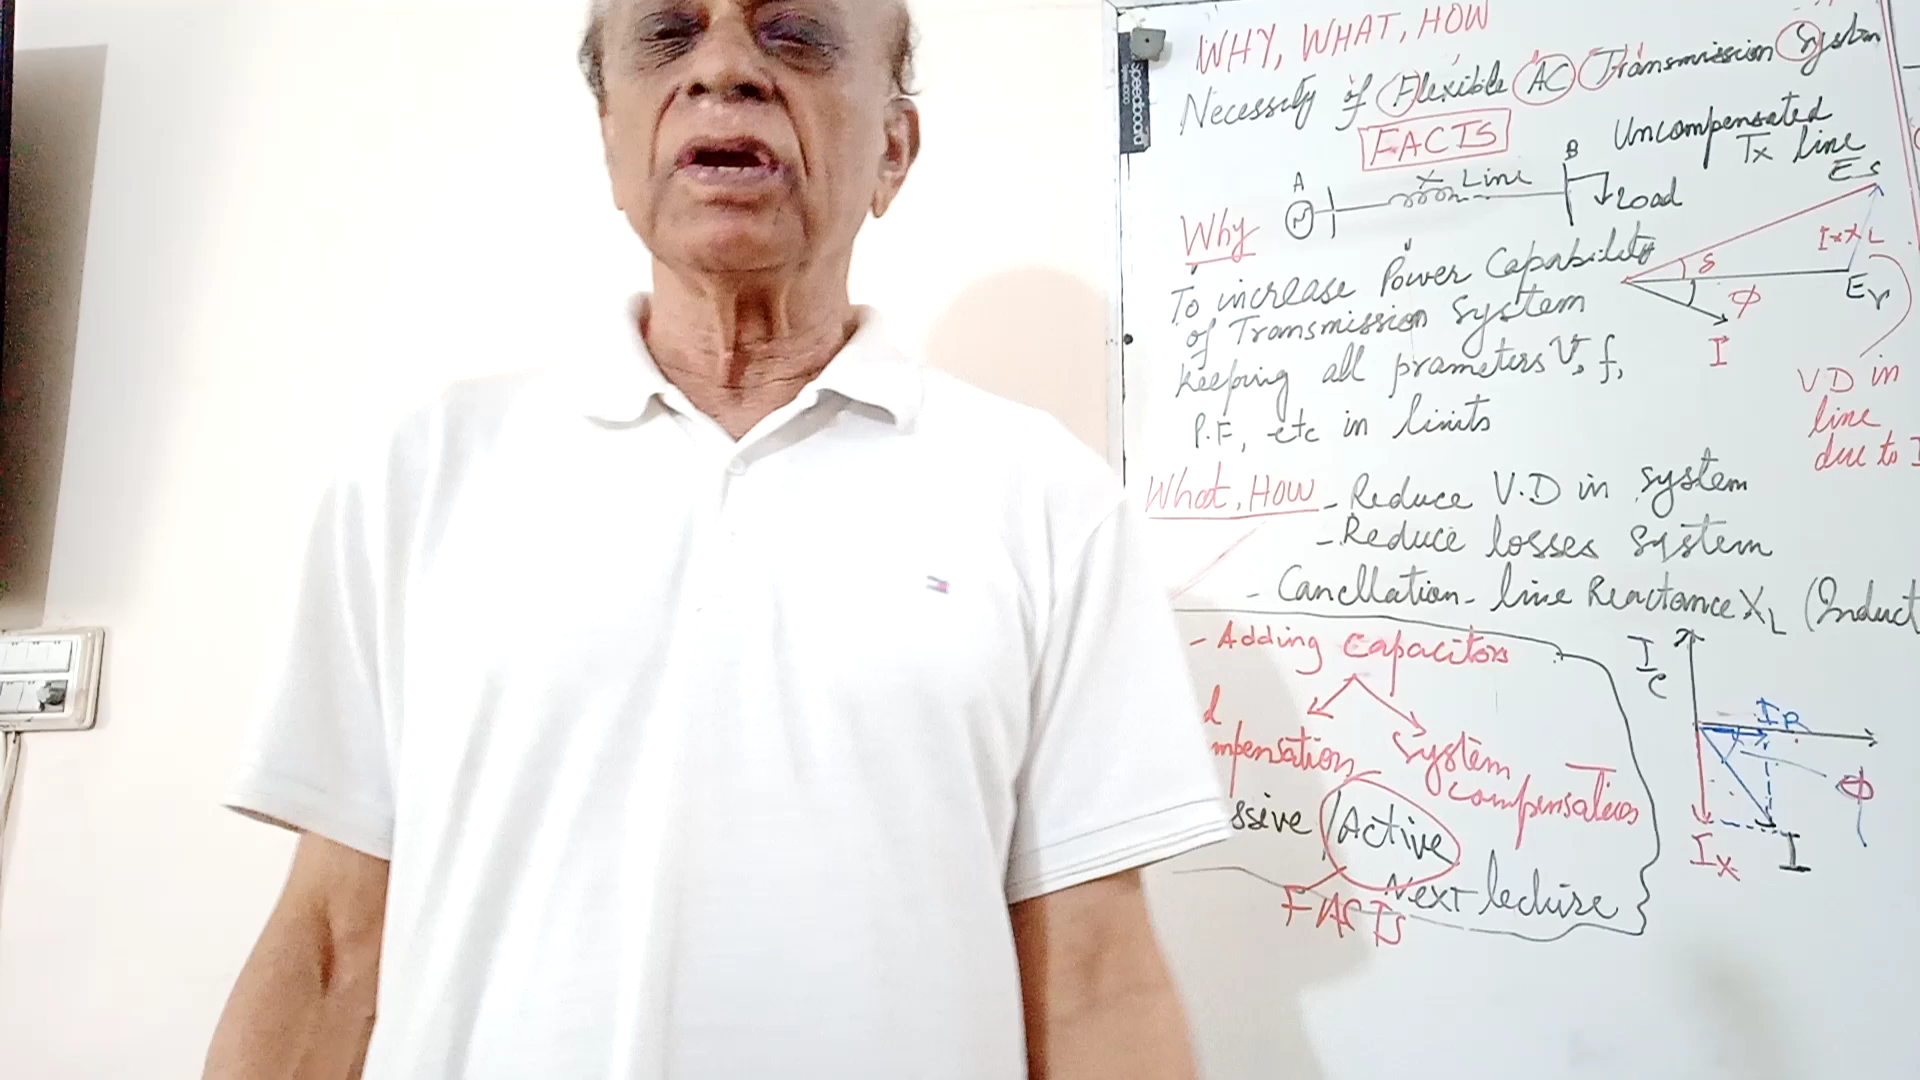 WHY, WHAT, HOW
Necessity of Flexible AC Transmission System
FACTS
Uncompensated
Tx line
A
X Line
B
Load
Es
I×XL
δ
Er
φ
I
VD in
line
due to I
Why
To increase Power Capability
of Transmission System
Keeping all prameters V, f,
P.F, etc in limits
What, HOW - Reduce V.D in system
- Reduce losses System
- Canellation - line Reactance XL (Induct
- Adding Capacitors
d
mpensation
System
compensation
ssive / Active
FACTS
Next lecture
Ic
IR
φ
Ix
I
speedboard